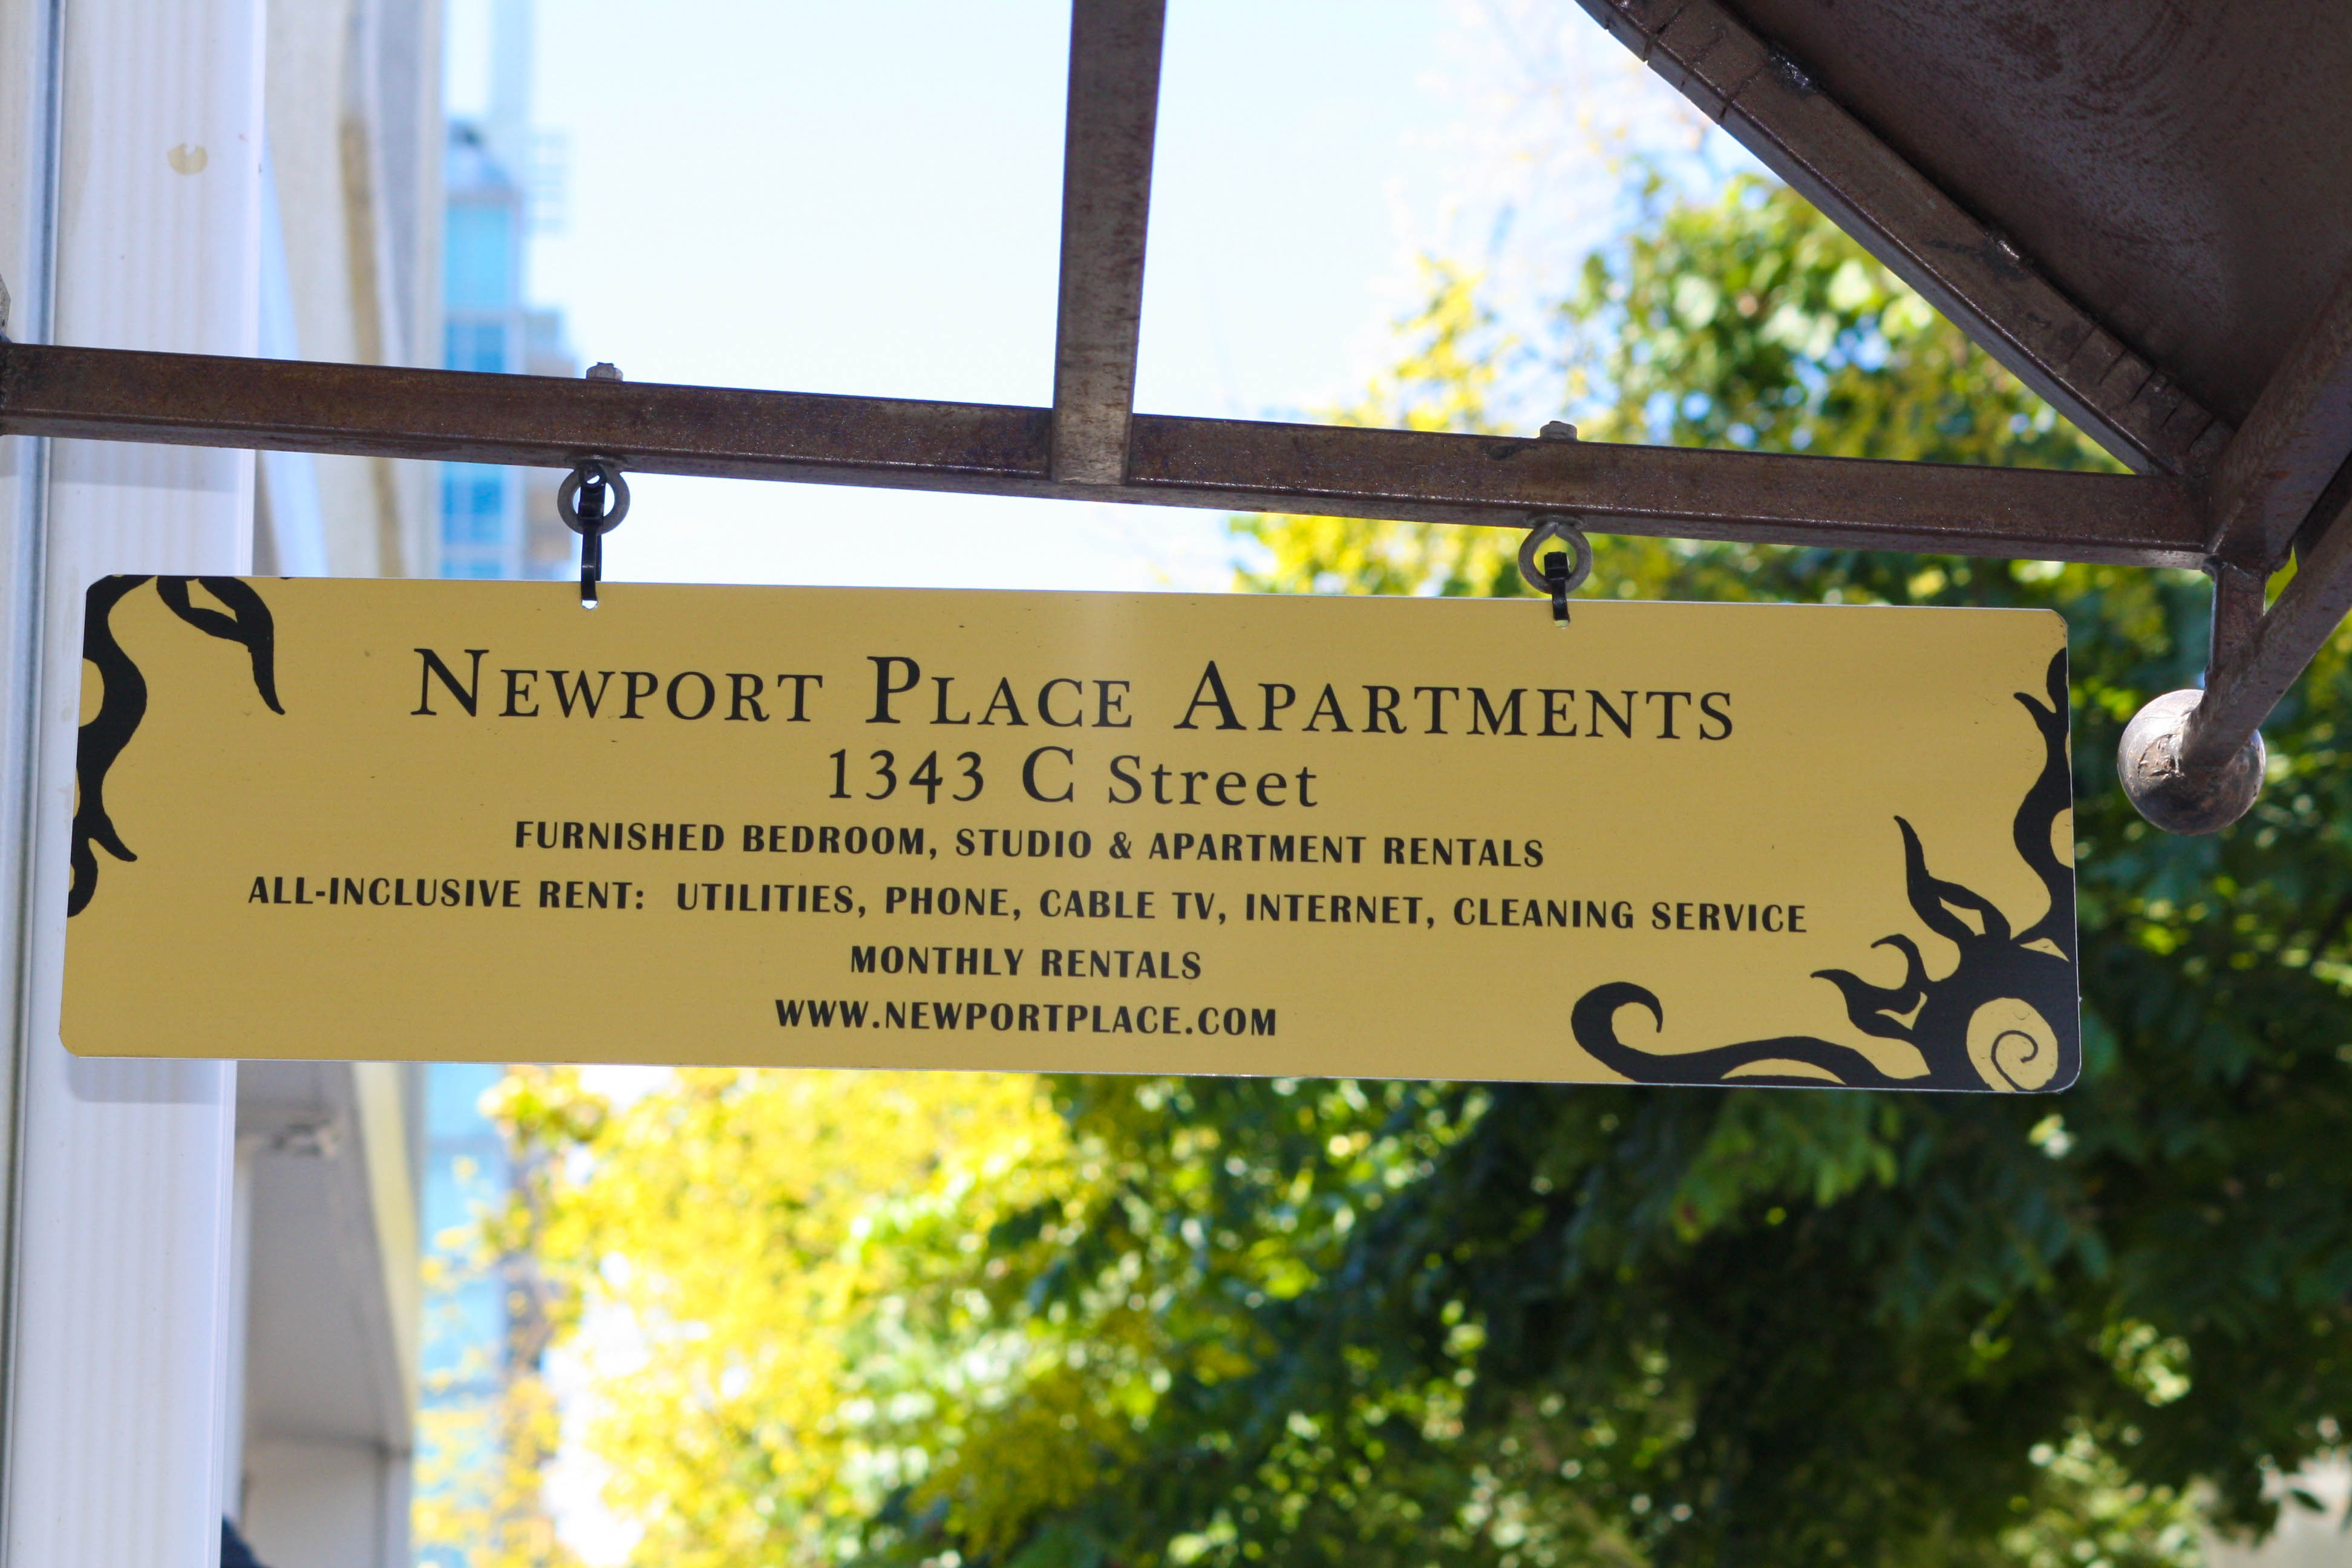 Newport Place Apartments
1343 C Street
FURNISHED BEDROOM, STUDIO & APARTMENT RENTALS
ALL-INCLUSIVE RENT: UTILITIES, PHONE, CABLE TV, INTERNET, CLEANING SERVICE
MONTHLY RENTALS
WWW.NEWPORTPLACE.COM